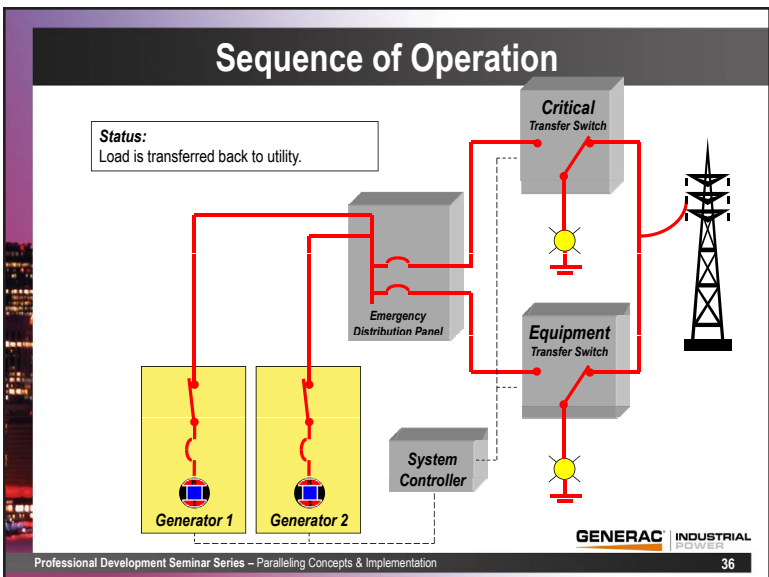 Sequence of Operation
Status:
Load is transferred back to utility.
Critical
Transfer Switch
Emergency
Distribution Panel
Equipment
Transfer Switch
System
Controller
Generator 1
Generator 2
GENERAC INDUSTRIAL
POWER
Professional Development Seminar Series – Paralleling Concepts & Implementation
36